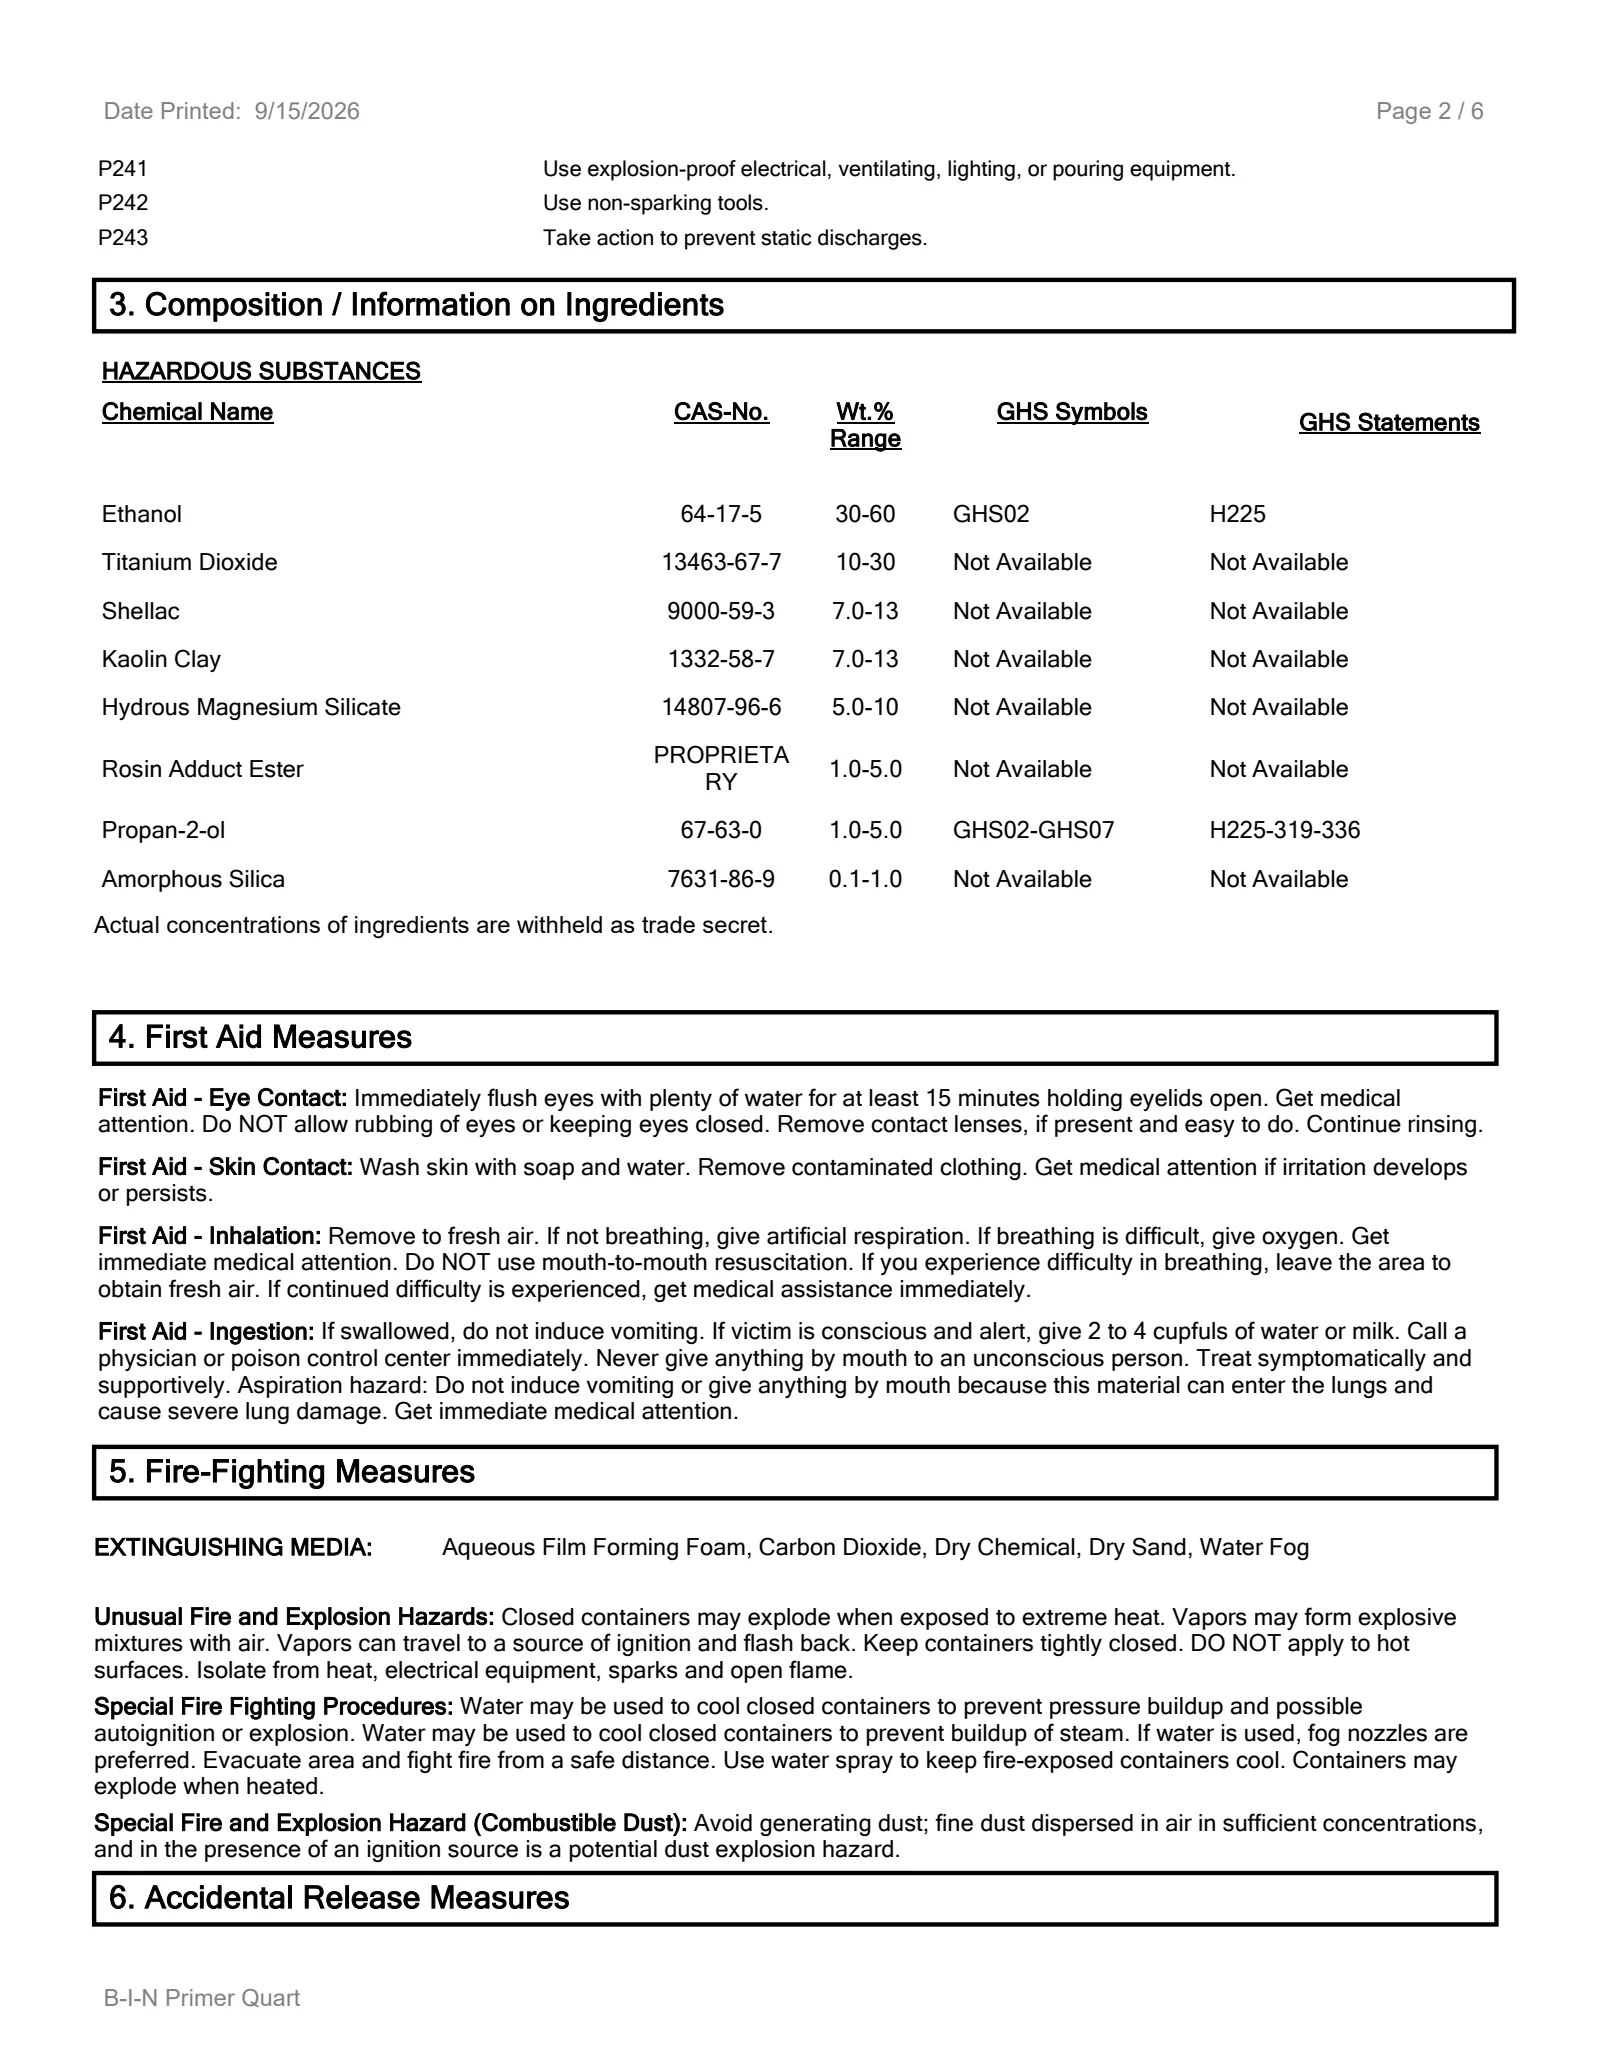 Date Printed: 9/15/2026 Page 2 / 6
P241 Use explosion-proof electrical, ventilating, lighting, or pouring equipment.
P242 Use non-sparking tools.
P243 Take action to prevent static discharges.
3. Composition / Information on Ingredients
HAZARDOUS SUBSTANCES
Chemical Name CAS-No. Wt.% Range GHS Symbols GHS Statements
Ethanol 64-17-5 30-60 GHS02 H225
Titanium Dioxide 13463-67-7 10-30 Not Available Not Available
Shellac 9000-59-3 7.0-13 Not Available Not Available
Kaolin Clay 1332-58-7 7.0-13 Not Available Not Available
Hydrous Magnesium Silicate 14807-96-6 5.0-10 Not Available Not Available
Rosin Adduct Ester PROPRIETA RY 1.0-5.0 Not Available Not Available
Propan-2-ol 67-63-0 1.0-5.0 GHS02-GHS07 H225-319-336
Amorphous Silica 7631-86-9 0.1-1.0 Not Available Not Available
Actual concentrations of ingredients are withheld as trade secret.
4. First Aid Measures
First Aid - Eye Contact: Immediately flush eyes with plenty of water for at least 15 minutes holding eyelids open. Get medical
attention. Do NOT allow rubbing of eyes or keeping eyes closed. Remove contact lenses, if present and easy to do. Continue rinsing.
First Aid - Skin Contact: Wash skin with soap and water. Remove contaminated clothing. Get medical attention if irritation develops
or persists.
First Aid - Inhalation: Remove to fresh air. If not breathing, give artificial respiration. If breathing is difficult, give oxygen. Get
immediate medical attention. Do NOT use mouth-to-mouth resuscitation. If you experience difficulty in breathing, leave the area to
obtain fresh air. If continued difficulty is experienced, get medical assistance immediately.
First Aid - Ingestion: If swallowed, do not induce vomiting. If victim is conscious and alert, give 2 to 4 cupfuls of water or milk. Call a
physician or poison control center immediately. Never give anything by mouth to an unconscious person. Treat symptomatically and
supportively. Aspiration hazard: Do not induce vomiting or give anything by mouth because this material can enter the lungs and
cause severe lung damage. Get immediate medical attention.
5. Fire-Fighting Measures
EXTINGUISHING MEDIA: Aqueous Film Forming Foam, Carbon Dioxide, Dry Chemical, Dry Sand, Water Fog
Unusual Fire and Explosion Hazards: Closed containers may explode when exposed to extreme heat. Vapors may form explosive
mixtures with air. Vapors can travel to a source of ignition and flash back. Keep containers tightly closed. DO NOT apply to hot
surfaces. Isolate from heat, electrical equipment, sparks and open flame.
Special Fire Fighting Procedures: Water may be used to cool closed containers to prevent pressure buildup and possible
autoignition or explosion. Water may be used to cool closed containers to prevent buildup of steam. If water is used, fog nozzles are
preferred. Evacuate area and fight fire from a safe distance. Use water spray to keep fire-exposed containers cool. Containers may
explode when heated.
Special Fire and Explosion Hazard (Combustible Dust): Avoid generating dust; fine dust dispersed in air in sufficient concentrations,
and in the presence of an ignition source is a potential dust explosion hazard.
6. Accidental Release Measures
B-I-N Primer Quart